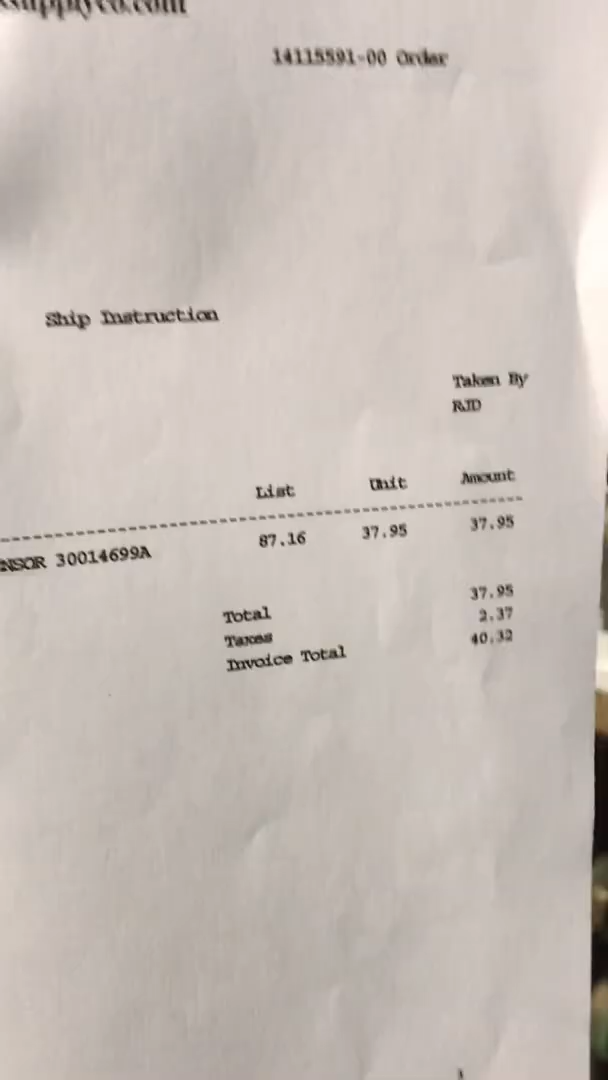 14115591-00 Order
Ship Instruction
Taken By
RJD
List Unit Amount
NSOR 30014699A 87.16 37.95 37.95
Total 37.95
Taxes 2.37
Invoice Total 40.32